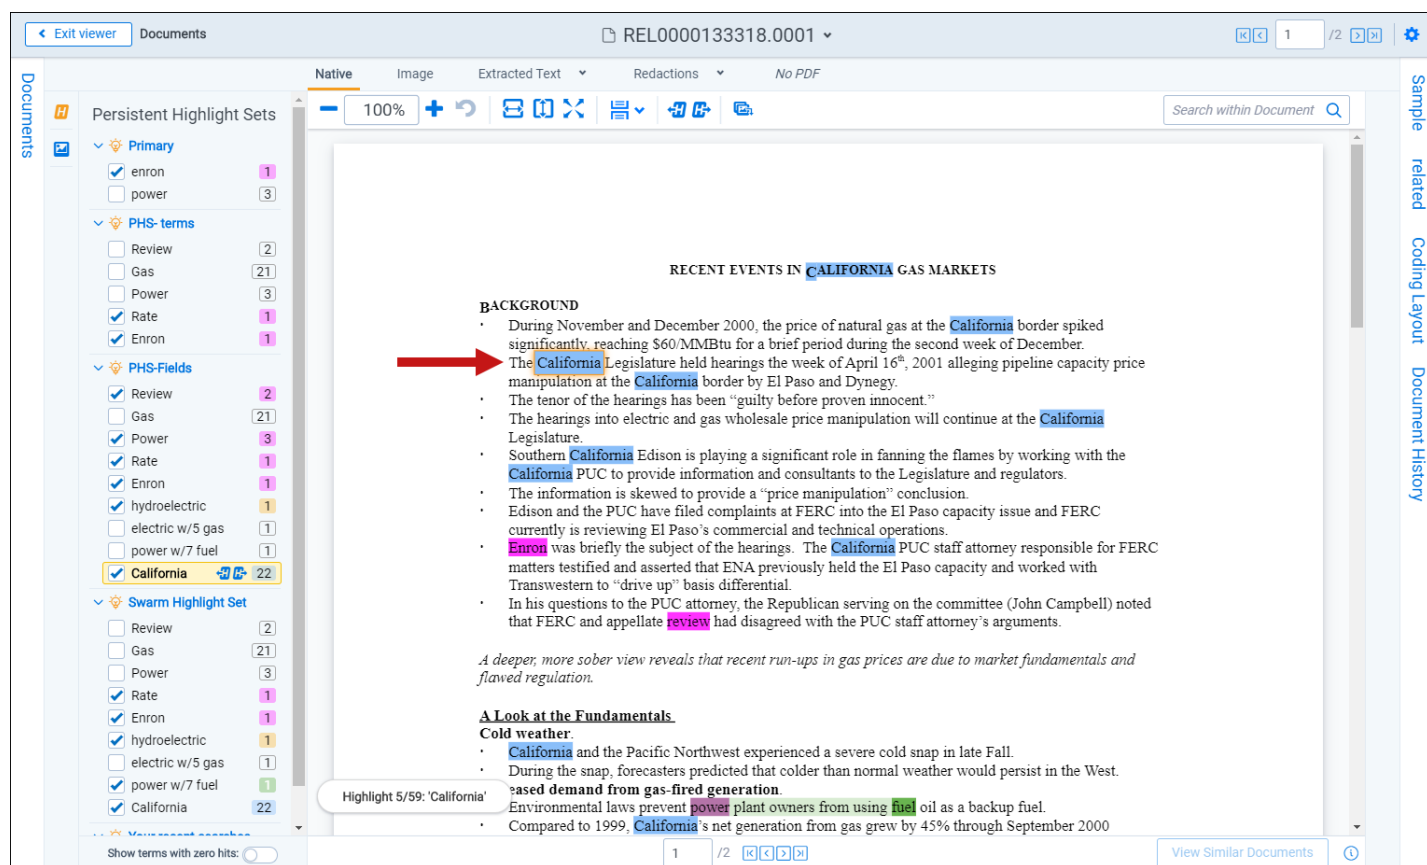 Exit viewer
Documents
REL0000133318.0001
1 /2
Documents
Native
Image
Extracted Text
Redactions
No PDF
100%
Search within Document
Persistent Highlight Sets
Primary
enron 1
power 3
PHS- terms
Review 2
Gas 21
Power 3
Rate 1
Enron 1
PHS-Fields
Review 2
Gas 21
Power 3
Rate 1
Enron 1
hydroelectric 1
electric w/5 gas 1
power w/7 fuel 1
California 22
Swarm Highlight Set
Review 2
Gas 21
Power 3
Rate 1
Enron 1
hydroelectric 1
electric w/5 gas 1
power w/7 fuel 1
California 22
Your recent searches
Show terms with zero hits:
RECENT EVENTS IN CALIFORNIA GAS MARKETS
BACKGROUND
· During November and December 2000, the price of natural gas at the California border spiked
significantly, reaching $60/MMBtu for a brief period during the second week of December.
· The California Legislature held hearings the week of April 16th, 2001 alleging pipeline capacity price
manipulation at the California border by El Paso and Dynegy.
· The tenor of the hearings has been “guilty before proven innocent.”
· The hearings into electric and gas wholesale price manipulation will continue at the California
Legislature.
· Southern California Edison is playing a significant role in fanning the flames by working with the
California PUC to provide information and consultants to the Legislature and regulators.
· The information is skewed to provide a “price manipulation” conclusion.
· Edison and the PUC have filed complaints at FERC into the El Paso capacity issue and FERC
currently is reviewing El Paso’s commercial and technical operations.
· Enron was briefly the subject of the hearings. The California PUC staff attorney responsible for FERC
matters testified and asserted that ENA previously held the El Paso capacity and worked with
Transwestern to “drive up” basis differential.
· In his questions to the PUC attorney, the Republican serving on the committee (John Campbell) noted
that FERC and appellate review had disagreed with the PUC staff attorney’s arguments.
A deeper, more sober view reveals that recent run-ups in gas prices are due to market fundamentals and
flawed regulation.
A Look at the Fundamentals
Cold weather.
· California and the Pacific Northwest experienced a severe cold snap in late Fall.
· During the snap, forecasters predicted that colder than normal weather would persist in the West.
eased demand from gas-fired generation.
Environmental laws prevent power plant owners from using fuel oil as a backup fuel.
· Compared to 1999, California’s net generation from gas grew by 45% through September 2000
Highlight 5/59: 'California'
1 /2
View Similar Documents
Sample
related
Coding Layout
Document History